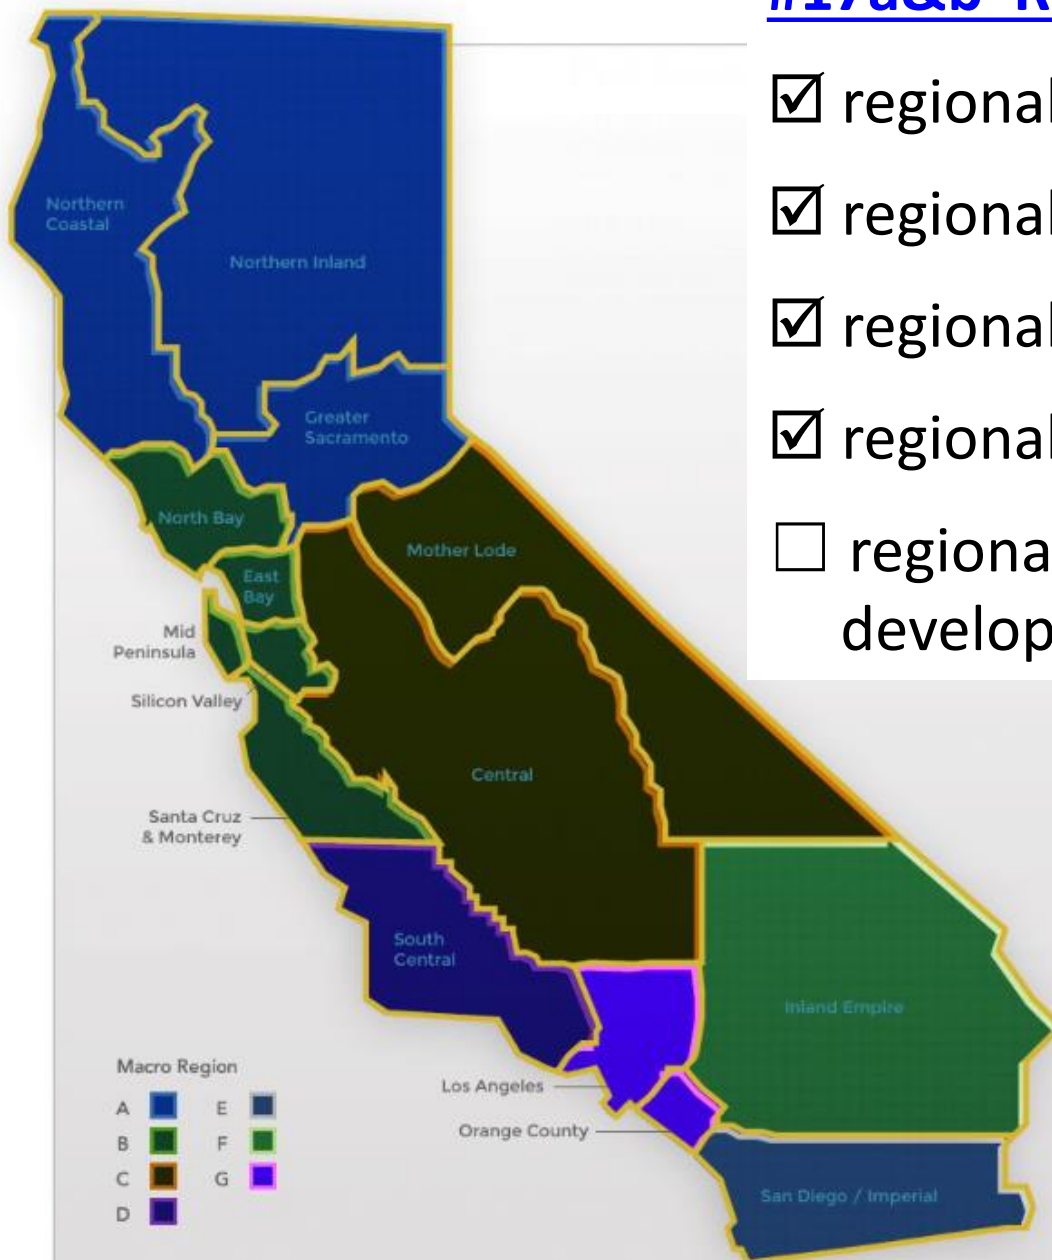 #17a&b R
☑ regional
☑ regional
☑ regional
☑ regional
☐ regiona
develop
Northern
Coastal
Northern Inland
Greater
Sacramento
North Bay
East
Bay
Mother Lode
Mid
Peninsula
Silicon Valley
Central
Santa Cruz
& Monterey
South
Central
Inland Empire
Los Angeles
Orange County
San Diego / Imperial
Macro Region
A E
B F
C G
D